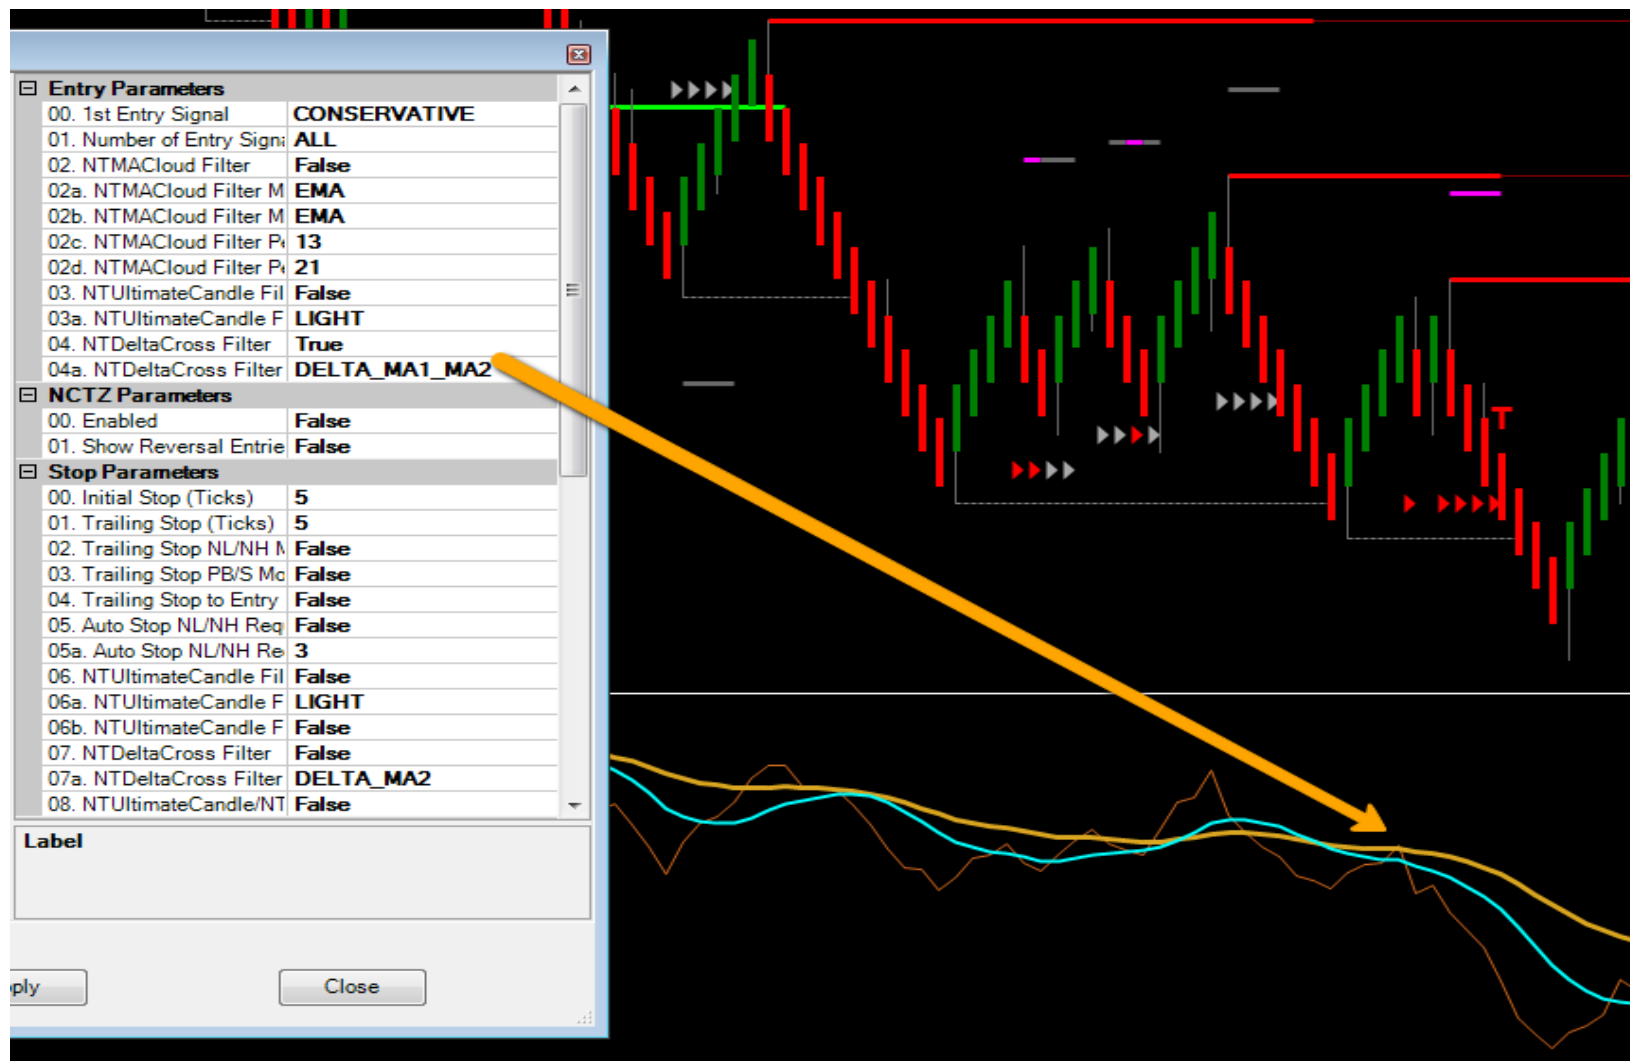 Entry Parameters
00. 1st Entry Signal CONSERVATIVE
01. Number of Entry Sign ALL
02. NTMACloud Filter False
02a. NTMACloud Filter M EMA
02b. NTMACloud Filter M EMA
02c. NTMACloud Filter P 13
02d. NTMACloud Filter P 21
03. NTUltimateCandle Fil False
03a. NTUltimateCandle F LIGHT
04. NTDeltaCross Filter True
04a. NTDeltaCross Filter DELTA_MA1_MA2
NCTZ Parameters
00. Enabled False
01. Show Reversal Entrie False
Stop Parameters
00. Initial Stop (Ticks) 5
01. Trailing Stop (Ticks) 5
02. Trailing Stop NL/NH M False
03. Trailing Stop PB/S Mo False
04. Trailing Stop to Entry False
05. Auto Stop NL/NH Req False
05a. Auto Stop NL/NH Re 3
06. NTUltimateCandle Fil False
06a. NTUltimateCandle F LIGHT
06b. NTUltimateCandle F False
07. NTDeltaCross Filter False
07a. NTDeltaCross Filter DELTA_MA2
08. NTUltimateCandle/NT False
Label
ply Close
T